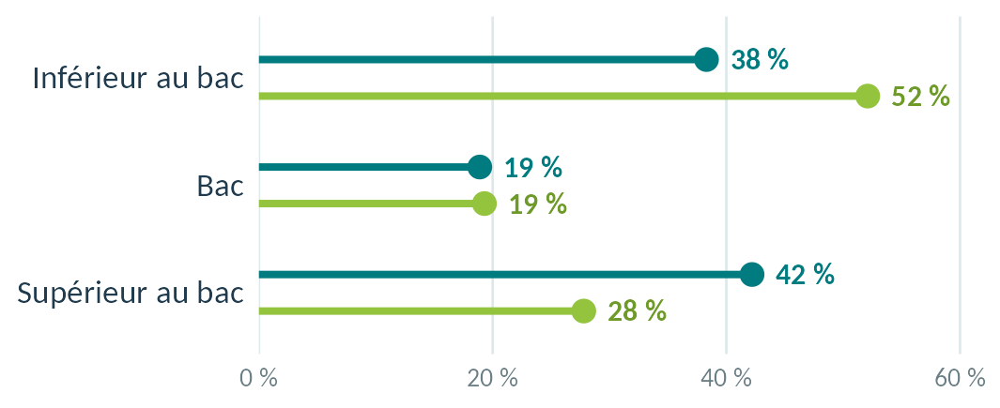 Inférieur au bac
38 %
52 %
Bac
19 %
19 %
Supérieur au bac
42 %
28 %
0 % 20 % 40 % 60 %